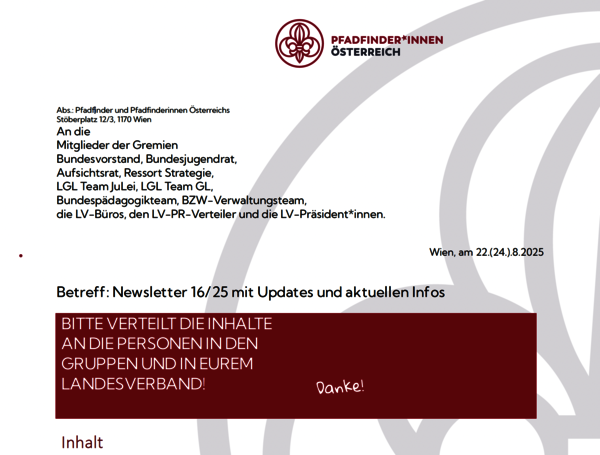 PFADFINDER*INNEN
ÖSTERREICH
Abs.: Pfadfinder und Pfadfinderinnen Österreichs
Stöberplatz 12/3, 1170 Wien
An die
Mitglieder der Gremien
Bundesvorstand, Bundesjugendrat,
Aufsichtsrat, Ressort Strategie,
LGL Team JuLei, LGL Team GL,
Bundespädagogikteam, BZW-Verwaltungsteam,
die LV-Büros, den LV-PR-Verteiler und die LV-Präsident*innen.
Wien, am 22.(24.).8.2025
Betreff: Newsletter 16/25 mit Updates und aktuellen Infos
BITTE VERTEILT DIE INHALTE
AN DIE PERSONEN IN DEN
GRUPPEN UND IN EUREM
LANDESVERBAND!
Danke!
Inhalt